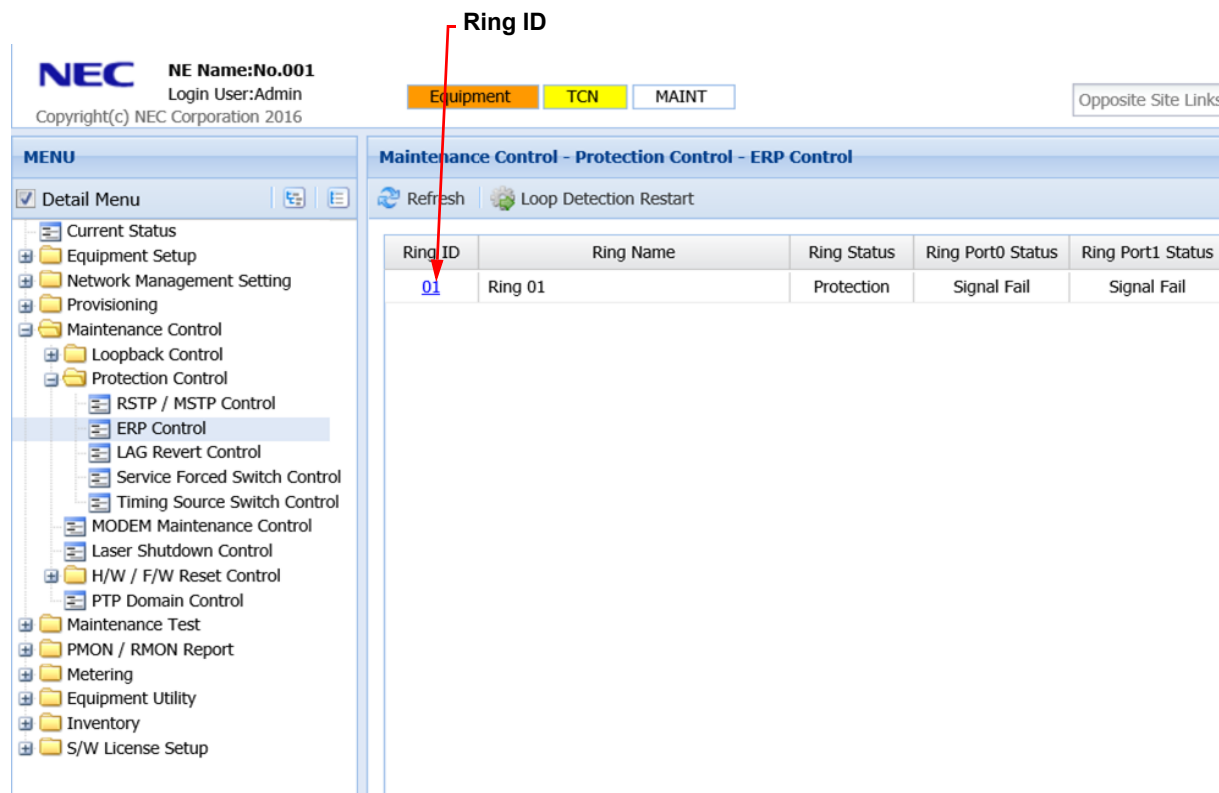 Ring ID
NEC
NE Name:No.001
Login User:Admin
Copyright(c) NEC Corporation 2016
Equipment TCN MAINT
Opposite Site Links
MENU
Detail Menu
Current Status
Equipment Setup
Network Management Setting
Provisioning
Maintenance Control
Loopback Control
Protection Control
RSTP / MSTP Control
ERP Control
LAG Revert Control
Service Forced Switch Control
Timing Source Switch Control
MODEM Maintenance Control
Laser Shutdown Control
H/W / F/W Reset Control
PTP Domain Control
Maintenance Test
PMON / RMON Report
Metering
Equipment Utility
Inventory
S/W License Setup
Maintenance Control - Protection Control - ERP Control
Refresh Loop Detection Restart
Ring ID Ring Name Ring Status Ring Port0 Status Ring Port1 Status
01 Ring 01 Protection Signal Fail Signal Fail